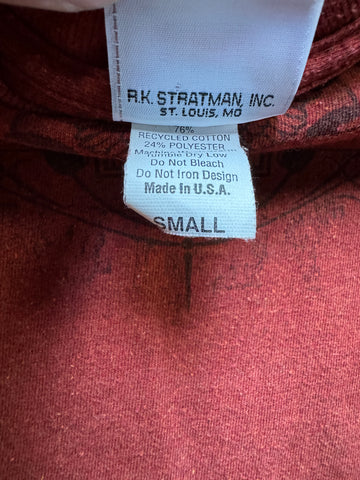 R.K. STRATMAN, INC.
ST. LOUIS, MO
76%
RECYCLED COTTON
24% POLYESTER
Machine Dry Low
Do Not Bleach
Do Not Iron Design
Made in U.S.A.
SMALL